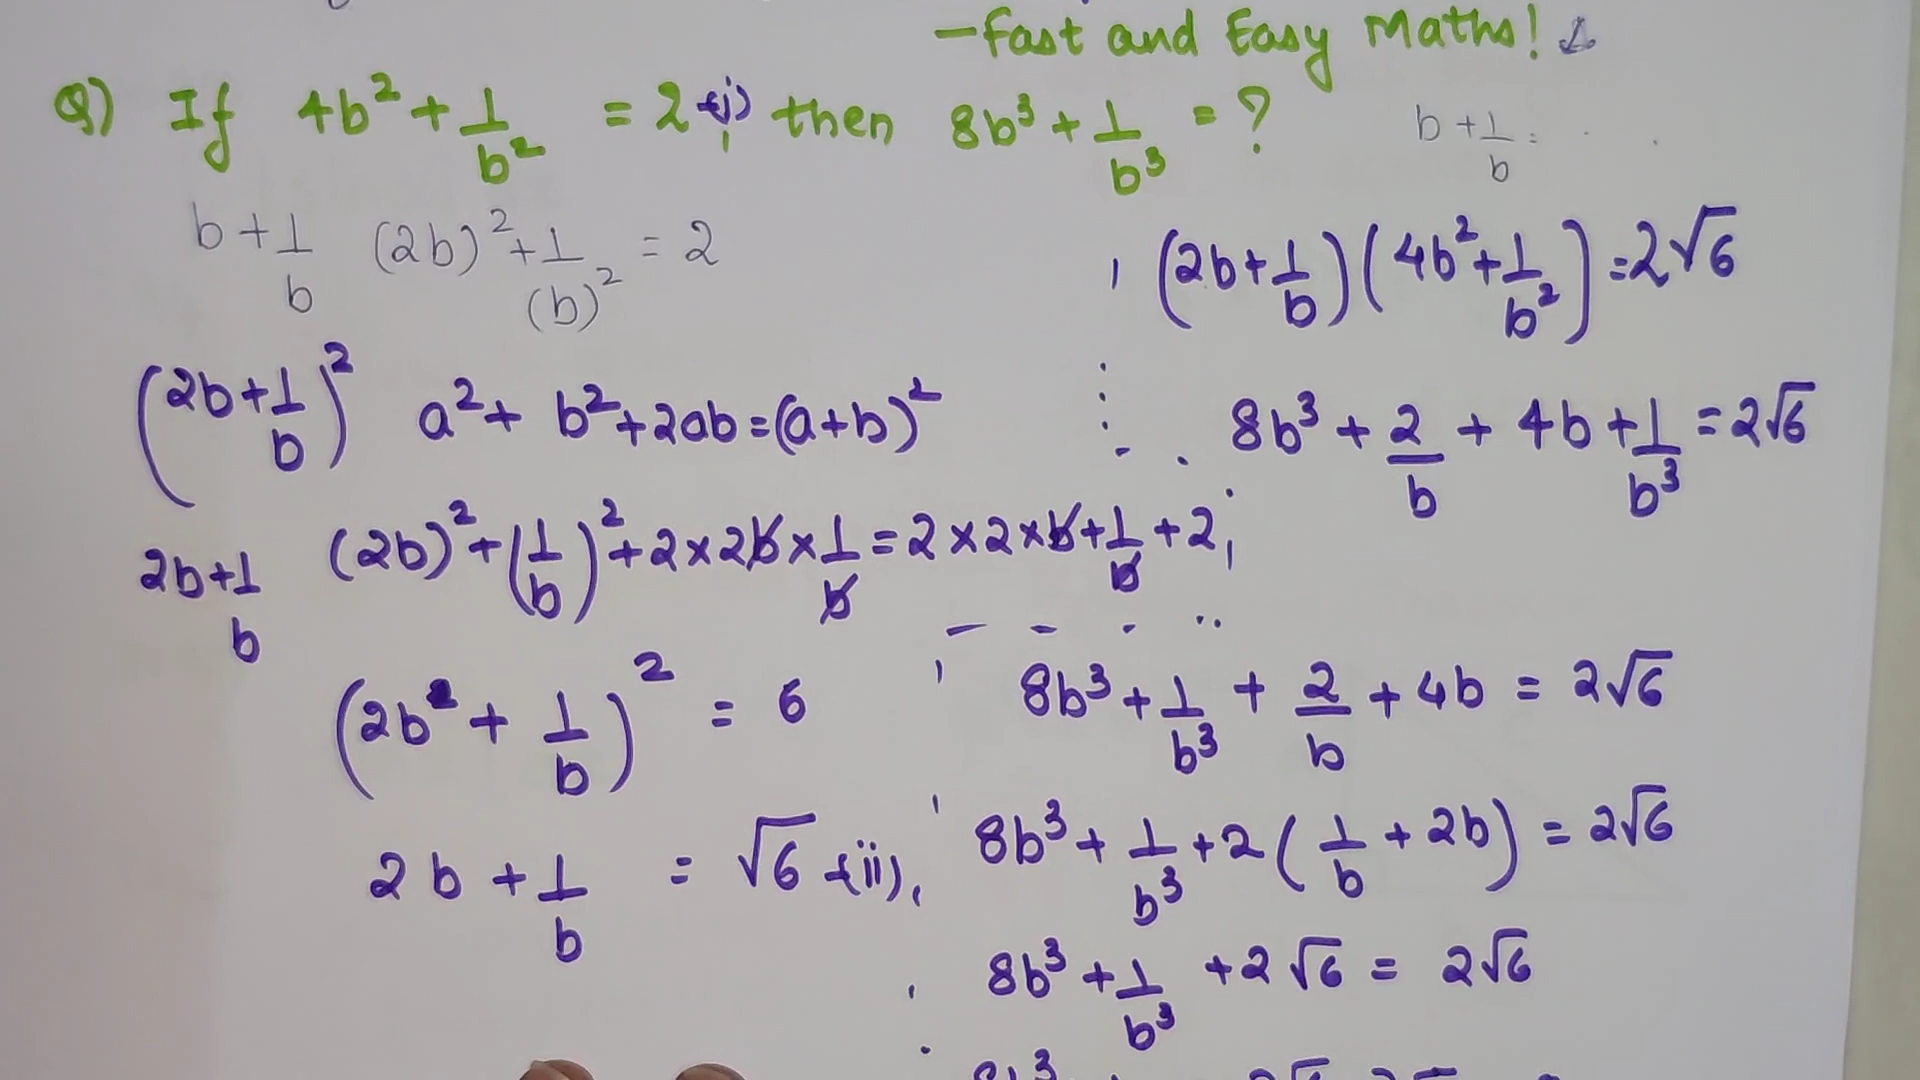 -Fast and Easy Maths!
Q) If 4b² + 1/b² = 2 -(i) then 8b³ + 1/b³ = ?
b + 1/b =
b + 1/b (2b)² + 1/(b)² = 2
(2b + 1/b)² a² + b² + 2ab = (a+b)²
2b + 1/b (2b)² + (1/b)² + 2 × 2b × 1/b = 2 × 2 × b + 1/b + 2
(2b² + 1/b)² = 6
2b + 1/b = √6 -(ii)
(2b + 1/b)(4b² + 1/b²) = 2√6
8b³ + 2/b + 4b + 1/b³ = 2√6
8b³ + 1/b³ + 2/b + 4b = 2√6
8b³ + 1/b³ + 2(1/b + 2b) = 2√6
8b³ + 1/b³ + 2√6 = 2√6